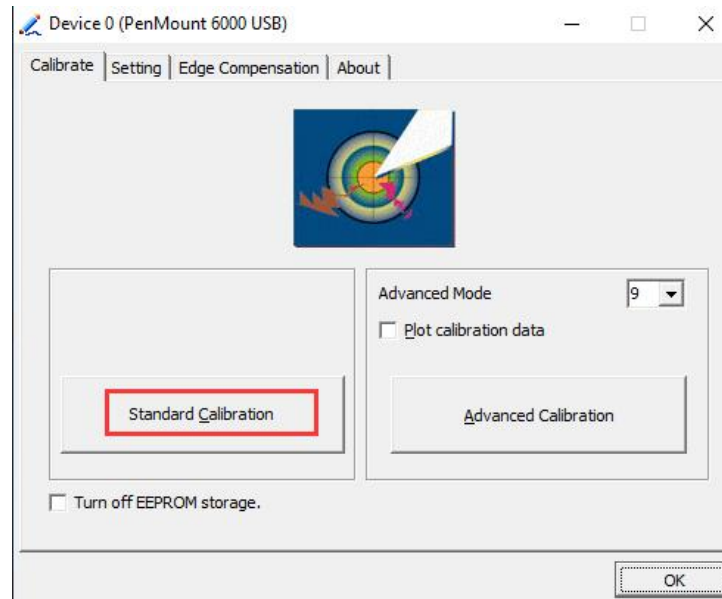 Device 0 (PenMount 6000 USB)
Calibrate Setting Edge Compensation About
Advanced Mode 9
Plot calibration data
Standard Calibration
Advanced Calibration
Turn off EEPROM storage.
OK